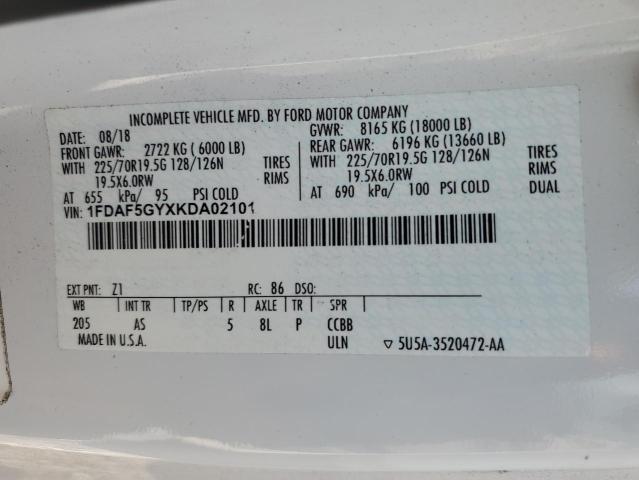 INCOMPLETE VEHICLE MFD. BY FORD MOTOR COMPANY
DATE: 08/18 GVWR: 8165 KG (18000 LB)
FRONT GAWR: 2722 KG ( 6000 LB) REAR GAWR: 6196 KG (13660 LB)
WITH 225/70R19.5G 128/126N TIRES WITH 225/70R19.5G 128/126N TIRES
19.5X6.0RW RIMS 19.5X6.0RW RIMS
AT 655 kPa/ 95 PSI COLD AT 690 kPa/ 100 PSI COLD DUAL
VIN: 1FDAF5GYXKDA02101
EXT PNT: Z1 RC: 86 DSO:
WB INT TR TP/PS R AXLE TR SPR
205 AS 5 8L P CCBB
MADE IN U.S.A. ULN ▽ 5U5A-3520472-AA